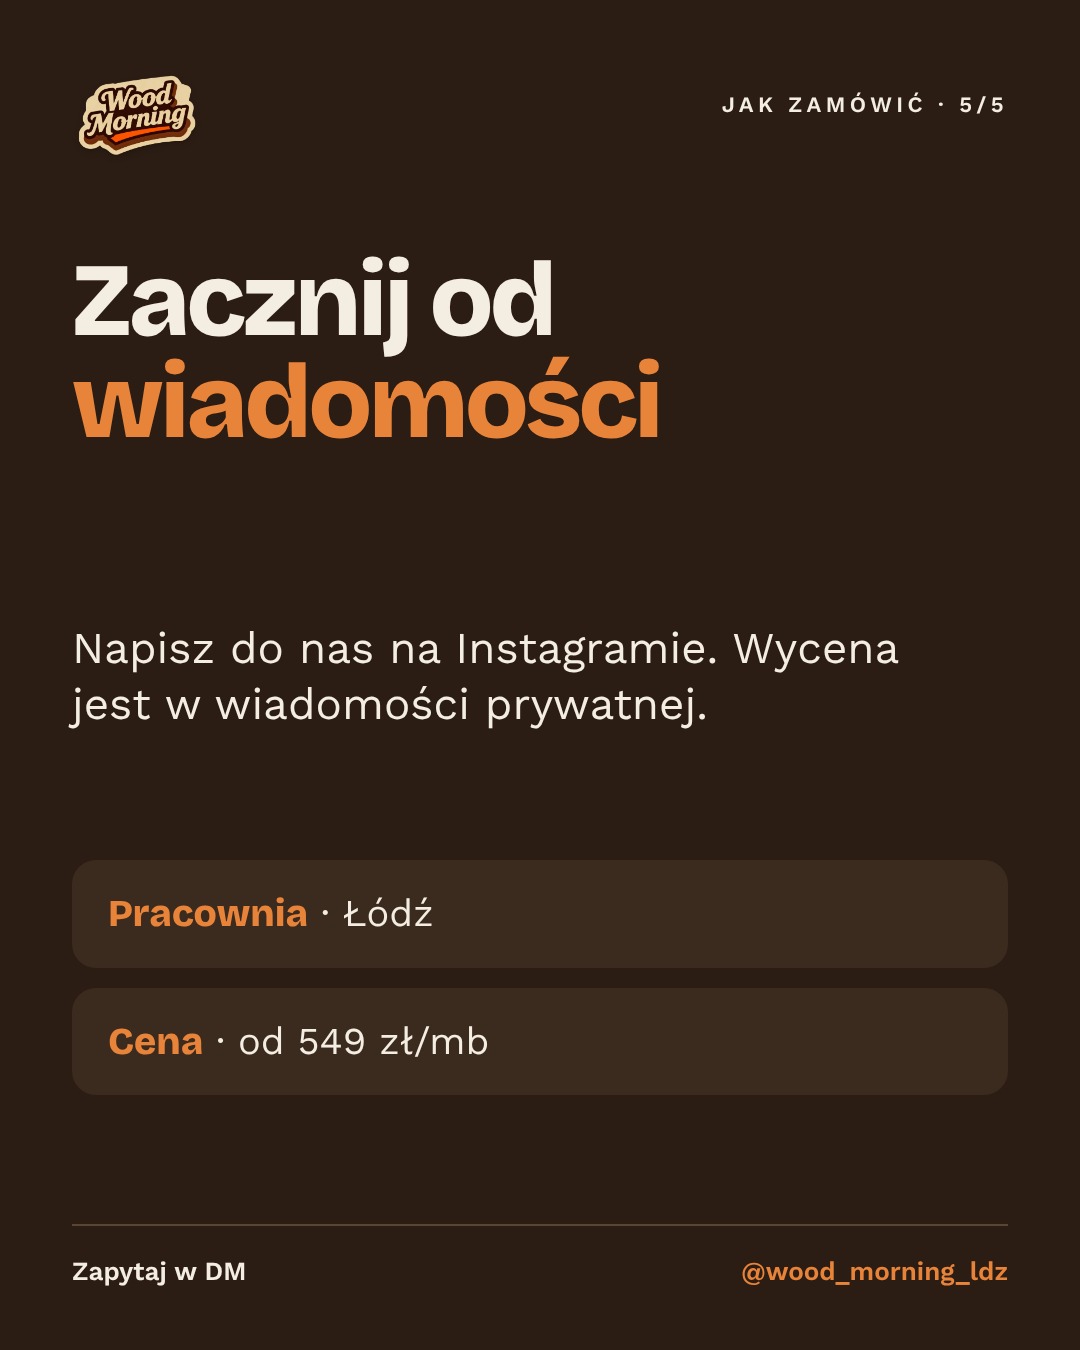 Wood
Morning
JAK ZAMÓWIĆ · 5/5
Zacznij od
wiadomości
Napisz do nas na Instagramie. Wycena
jest w wiadomości prywatnej.
Pracownia · Łódź
Cena · od 549 zł/mb
Zapytaj w DM
@wood_morning_ldz